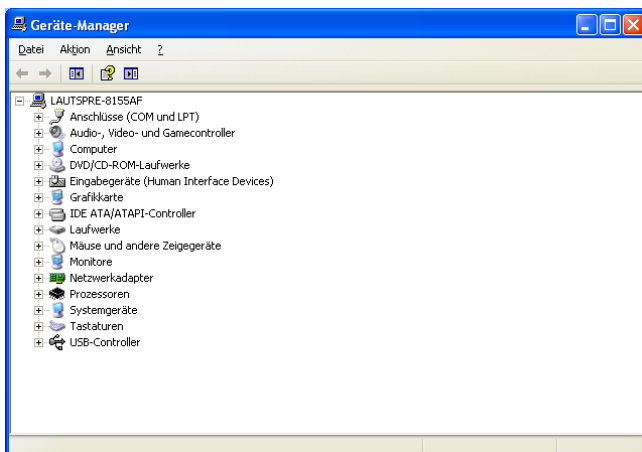 Geräte-Manager
Datei Aktion Ansicht ?
LAUTSPRE-8155AF
Anschlüsse (COM und LPT)
Audio-, Video- und Gamecontroller
Computer
DVD/CD-ROM-Laufwerke
Eingabegeräte (Human Interface Devices)
Grafikkarte
IDE ATA/ATAPI-Controller
Laufwerke
Mäuse und andere Zeigegeräte
Monitore
Netzwerkadapter
Prozessoren
Systemgeräte
Tastaturen
USB-Controller